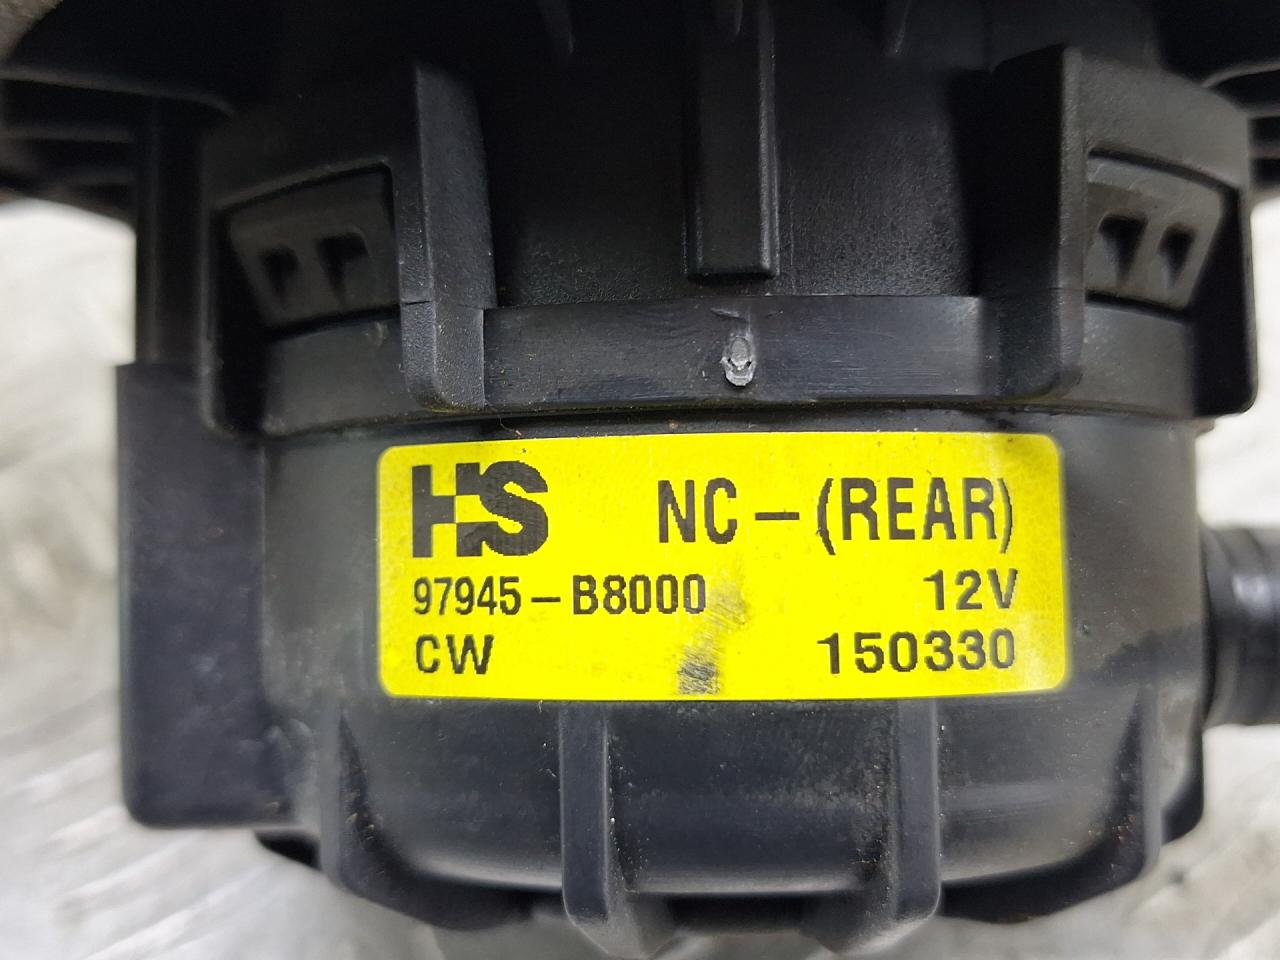 HS NC-(REAR)
97945-B8000 12V
CW 150330